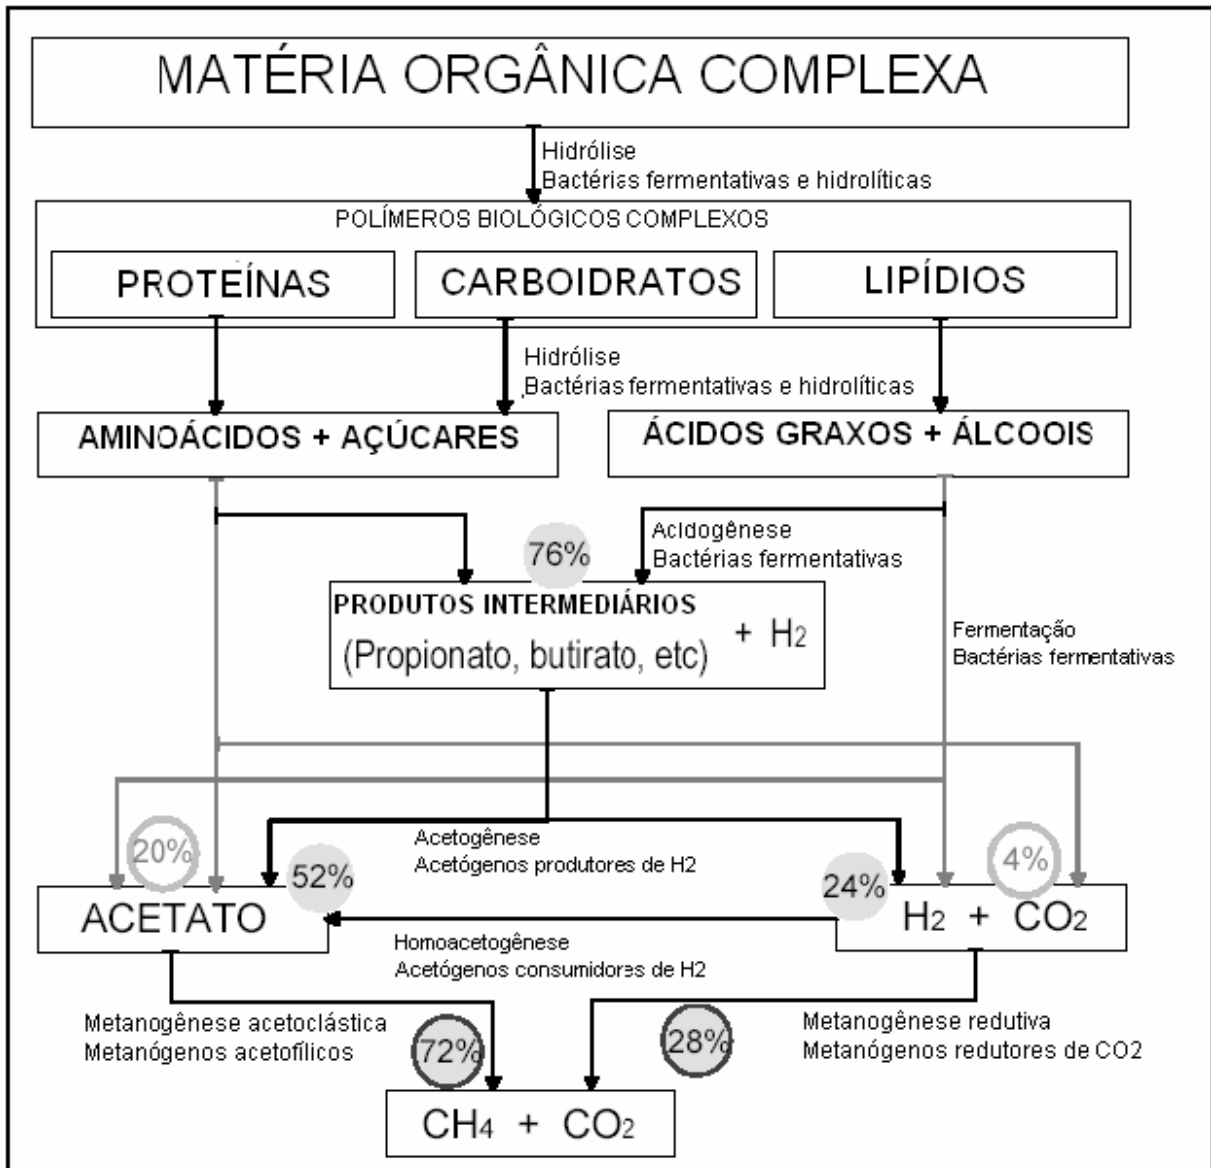 MATÉRIA ORGÂNICA COMPLEXA
Hidrólise
Bactérias fermentativas e hidrolíticas
POLÍMEROS BIOLÓGICOS COMPLEXOS
PROTEÍNAS
CARBOIDRATOS
LIPÍDIOS
Hidrólise
Bactérias fermentativas e hidrolíticas
AMINOÁCIDOS + AÇÚCARES
ÁCIDOS GRAXOS + ÁLCOOIS
76%
Acidogênese
Bactérias fermentativas
PRODUTOS INTERMEDIÁRIOS
(Propionato, butirato, etc)
+ H2
Fermentação
Bactérias fermentativas
20%
52%
Acetogênese
Acetógenos produtores de H2
24%
4%
ACETATO
H2 + CO2
Homoacetogênese
Acetógenos consumidores de H2
Metanogênese acetoclástica
Metanógenos acetofílicos
72%
28%
Metanogênese redutiva
Metanógenos redutores de CO2
CH4 + CO2